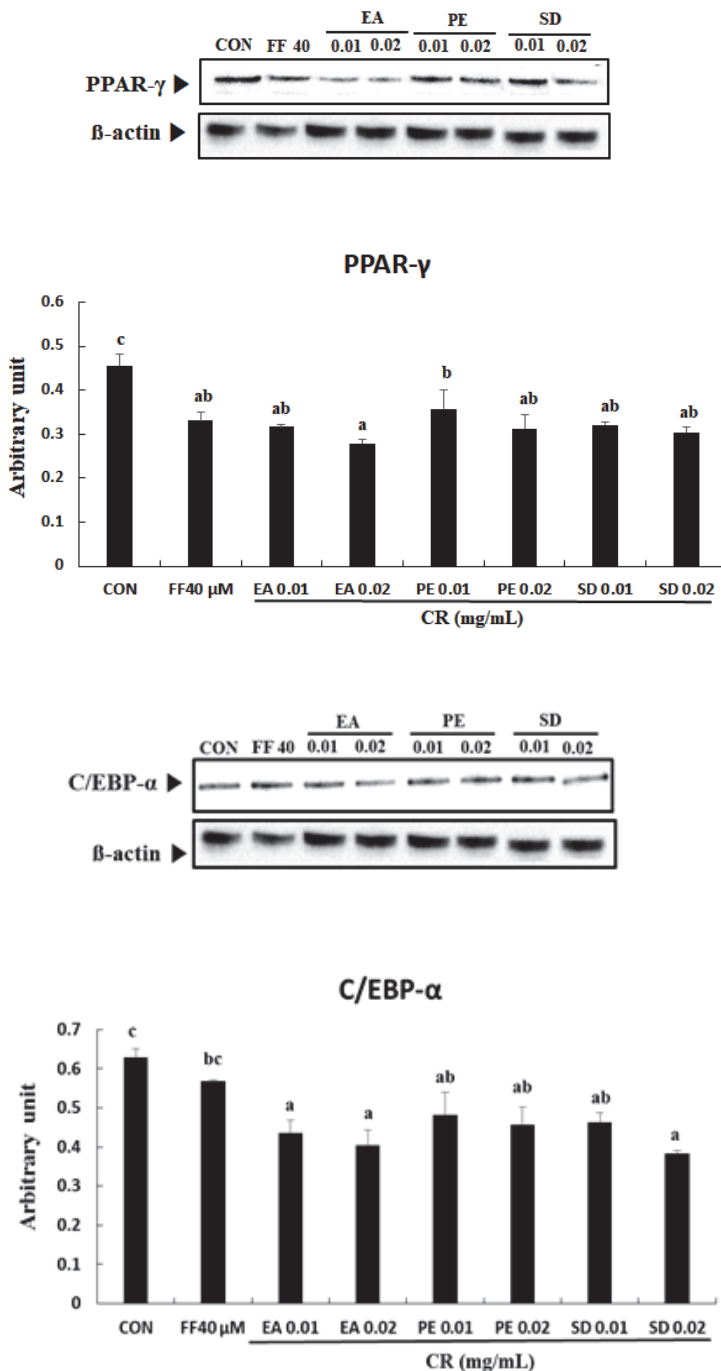 EA PE SD
CON FF 40 0.01 0.02 0.01 0.02 0.01 0.02
PPAR-γ
ß-actin
PPAR-γ
Arbitrary unit
0.6
0.5
0.4
0.3
0.2
0.1
0
c
ab
ab
a
b
ab
ab
ab
CON FF40 μM EA 0.01 EA 0.02 PE 0.01 PE 0.02 SD 0.01 SD 0.02
CR (mg/mL)
EA PE SD
CON FF 40 0.01 0.02 0.01 0.02 0.01 0.02
C/EBP-α
ß-actin
C/EBP-α
Arbitrary unit
0.7
0.6
0.5
0.4
0.3
0.2
0.1
0
c
bc
a
a
ab
ab
ab
a
CON FF40 μM EA 0.01 EA 0.02 PE 0.01 PE 0.02 SD 0.01 SD 0.02
CR (mg/mL)